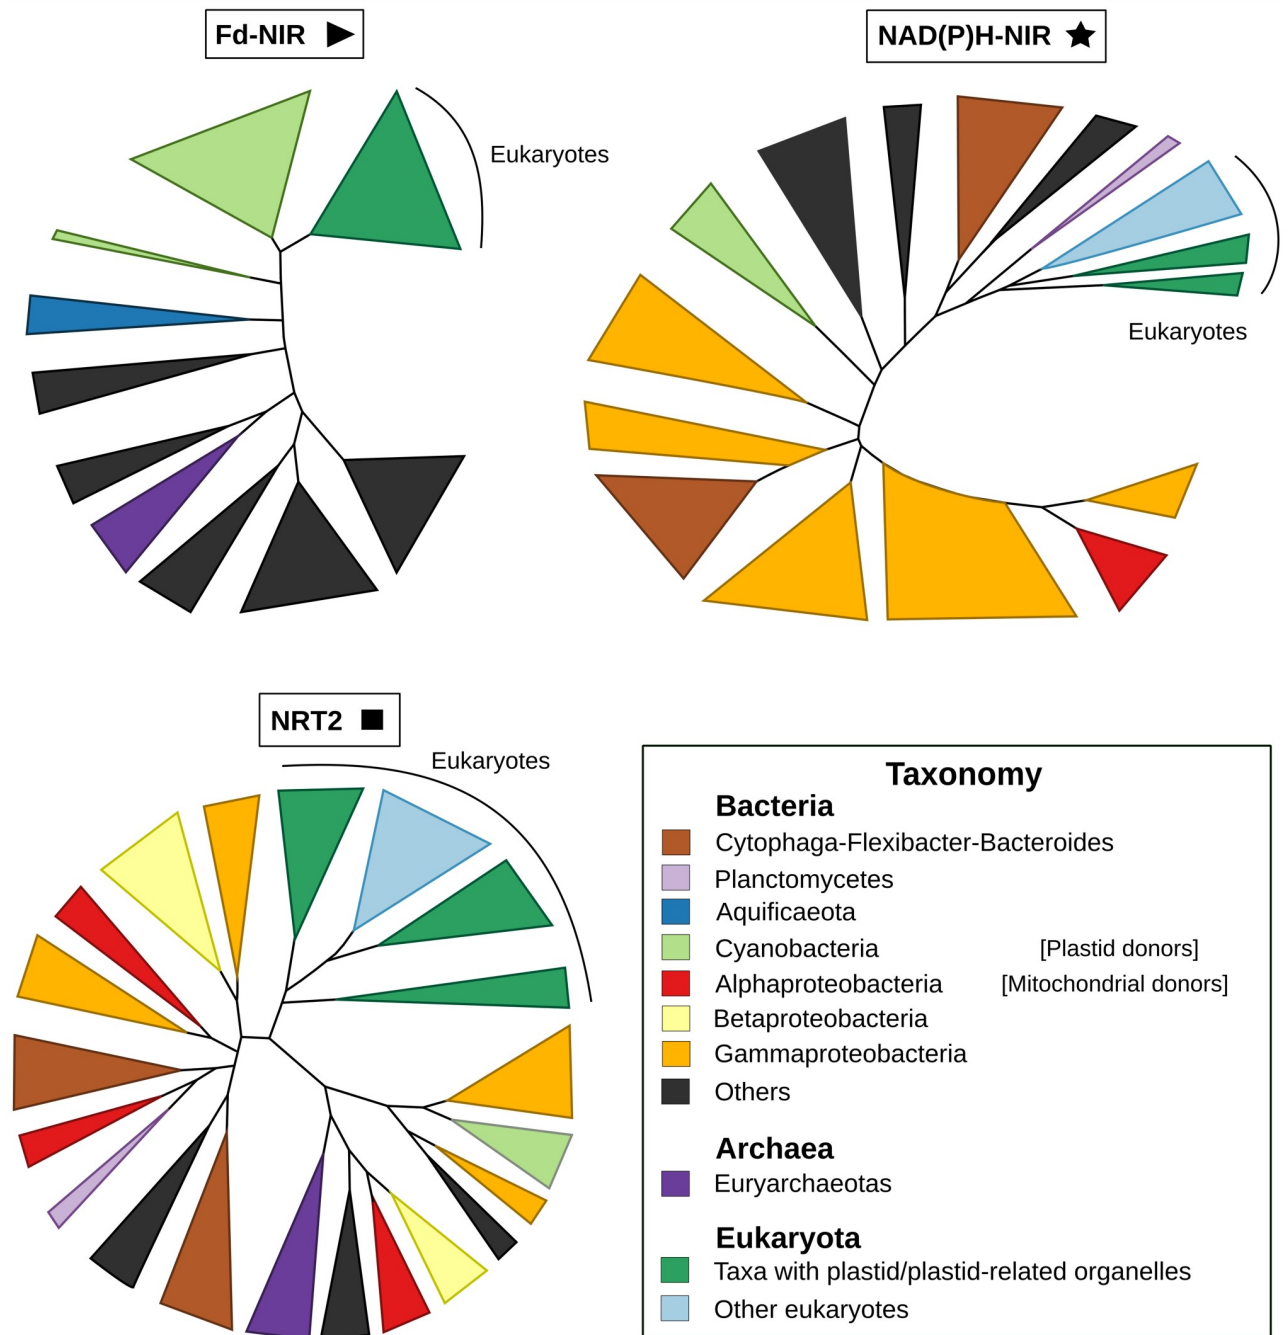 Fd-NIR
NAD(P)H-NIR
Eukaryotes
Eukaryotes
NRT2
Eukaryotes
Taxonomy
Bacteria
Cytophaga-Flexibacter-Bacteroides
Planctomycetes
Aquificaeota
Cyanobacteria [Plastid donors]
Alphaproteobacteria [Mitochondrial donors]
Betaproteobacteria
Gammaproteobacteria
Others
Archaea
Euryarchaeotas
Eukaryota
Taxa with plastid/plastid-related organelles
Other eukaryotes